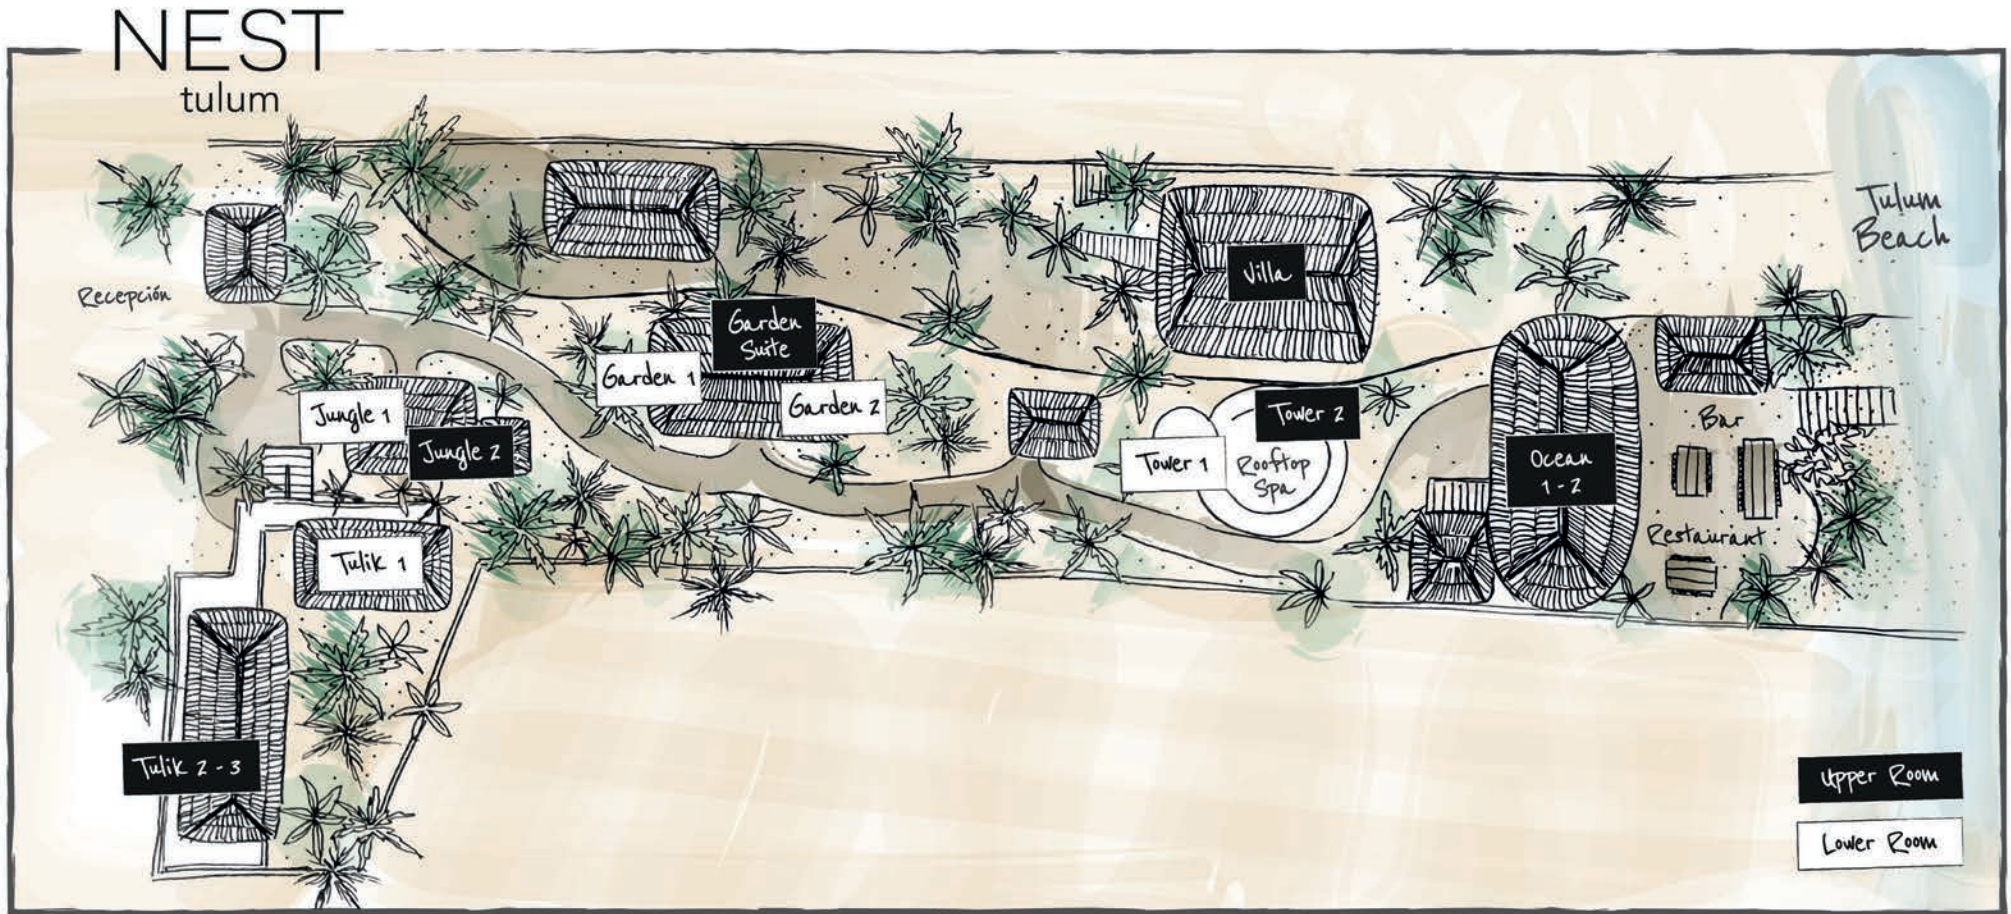 NEST
tulum
Tulum
Beach
Recepción
Villa
Garden
Suite
Garden 1
Garden 2
Jungle 1
Jungle 2
Tower 2
Tower 1
Rooftop
Spa
Bar
Ocean
1-2
Restaurant
Tulik 1
Tulik 2-3
Upper Room
Lower Room